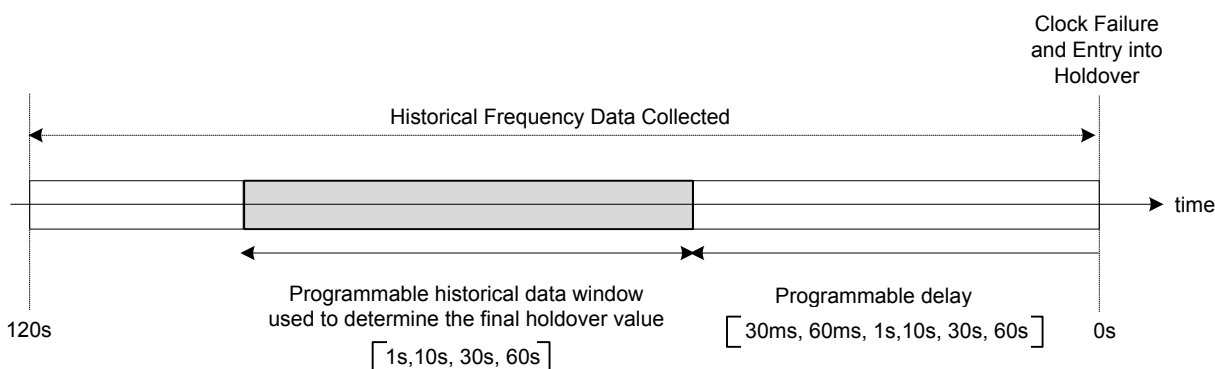 Clock Failure
and Entry into
Holdover
Historical Frequency Data Collected
time
Programmable historical data window
used to determine the final holdover value
[1s,10s, 30s, 60s]
Programmable delay
[30ms, 60ms, 1s,10s, 30s, 60s]
120s
0s